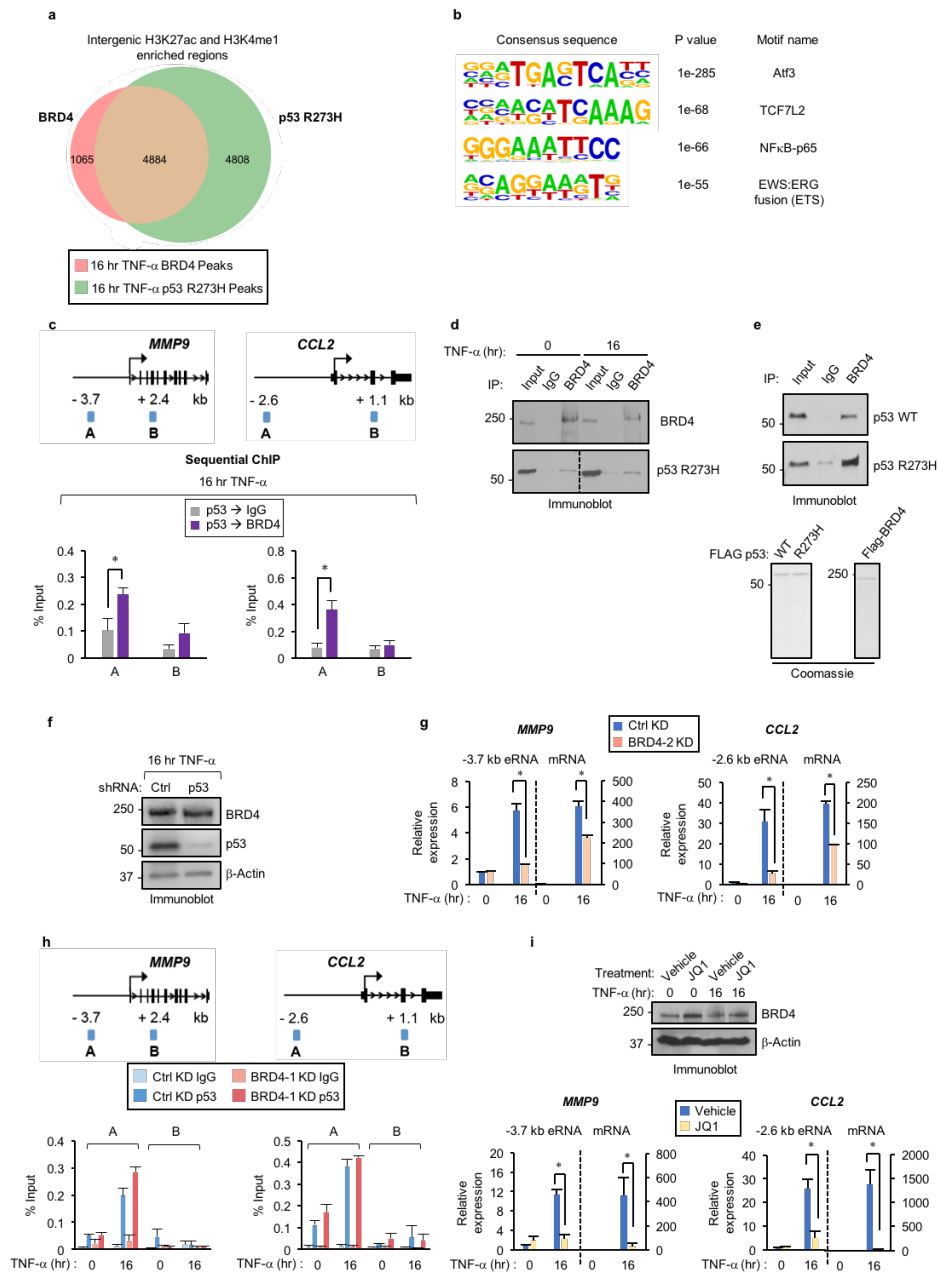 a
Intergenic H3K27ac and H3K4me1
enriched regions
BRD4
p53 R273H
1065
4884
4808
16 hr TNF-α BRD4 Peaks
16 hr TNF-α p53 R273H Peaks
b
Consensus sequence
P value
Motif name
1e-285
Atf3
1e-68
TCF7L2
1e-66
NFκB-p65
1e-55
EWS:ERG
fusion (ETS)
c
MMP9
- 3.7
+ 2.4
kb
A
B
CCL2
- 2.6
+ 1.1
kb
A
B
Sequential ChIP
16 hr TNF-α
p53 → IgG
p53 → BRD4
% Input
0.4
0.3
0.2
0.1
0
*
A
B
% Input
0.8
0.6
0.4
0.2
0
*
A
B
d
TNF-α (hr):
0
16
IP:
Input
IgG
BRD4
Input
IgG
BRD4
250
BRD4
50
p53 R273H
Immunoblot
e
IP:
Input
IgG
BRD4
50
p53 WT
50
p53 R273H
Immunoblot
FLAG p53:
WT
R273H
Flag-BRD4
50
250
Coomassie
f
16 hr TNF-α
shRNA:
Ctrl
p53
250
BRD4
50
p53
37
β-Actin
Immunoblot
g
MMP9
Ctrl KD
BRD4-2 KD
CCL2
-3.7 kb eRNA
mRNA
Relative
expression
8
6
4
2
0
*
*
500
400
300
200
100
0
TNF-α (hr) :
0
16
0
16
-2.6 kb eRNA
mRNA
Relative
expression
50
40
30
20
10
0
*
*
250
200
150
100
50
0
TNF-α (hr) :
0
16
0
16
h
MMP9
- 3.7
+ 2.4
kb
A
B
CCL2
- 2.6
+ 1.1
kb
A
B
Ctrl KD IgG
BRD4-1 KD IgG
Ctrl KD p53
BRD4-1 KD p53
% Input
0.4
0.3
0.2
0.1
0
A
B
TNF-α (hr) :
0
16
0
16
% Input
0.5
0.4
0.3
0.2
0.1
0
A
B
TNF-α (hr) :
0
16
0
16
i
Treatment:
Vehicle
JQ1
Vehicle
JQ1
TNF-α (hr):
0
0
16
16
250
BRD4
37
β-Actin
Immunoblot
MMP9
Vehicle
JQ1
CCL2
-3.7 kb eRNA
mRNA
Relative
expression
20
16
12
8
4
0
*
*
800
600
400
200
0
TNF-α (hr) :
0
16
0
16
-2.6 kb eRNA
mRNA
Relative
expression
40
30
20
10
0
*
*
2000
1500
1000
500
0
TNF-α (hr) :
0
16
0
16